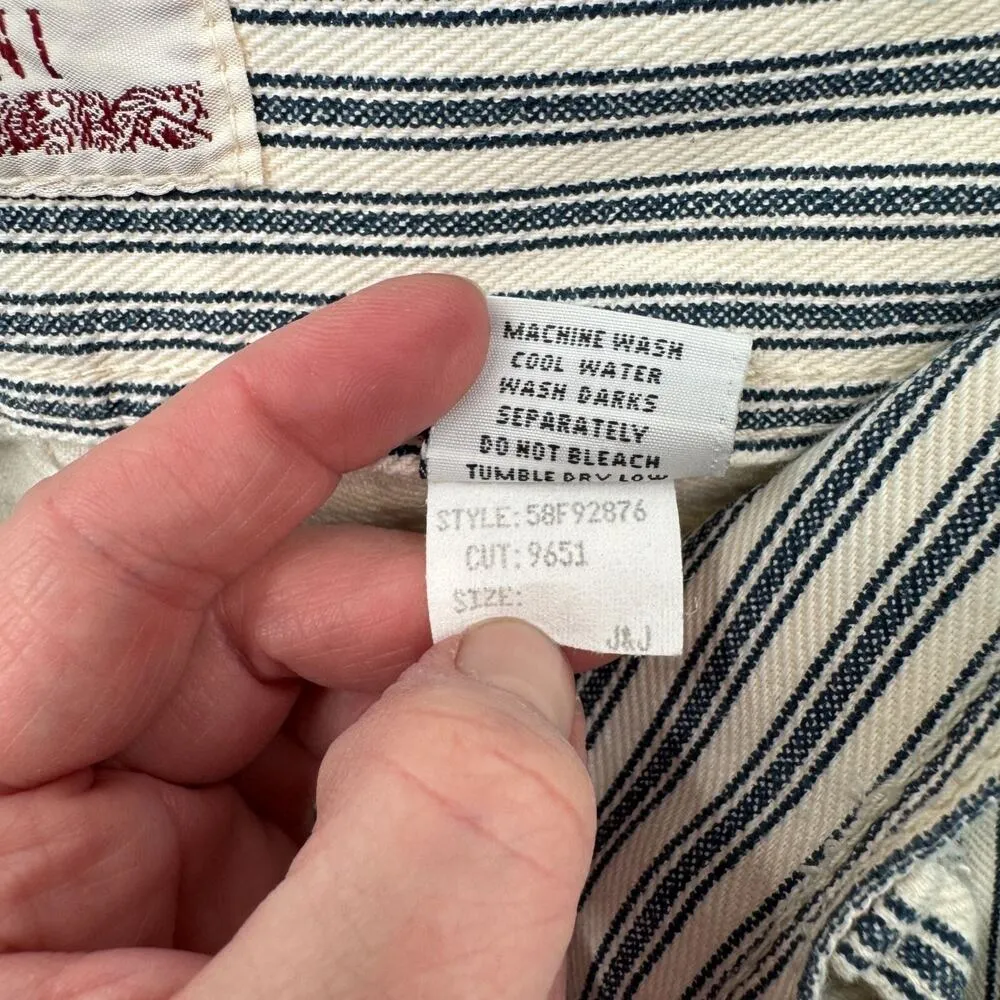 MACHINE WASH
COOL WATER
WASH DARKS
SEPARATELY
DO NOT BLEACH
TUMBLE DRY LOW
STYLE:58F92876
CUT:9651
SIZE:
J&J